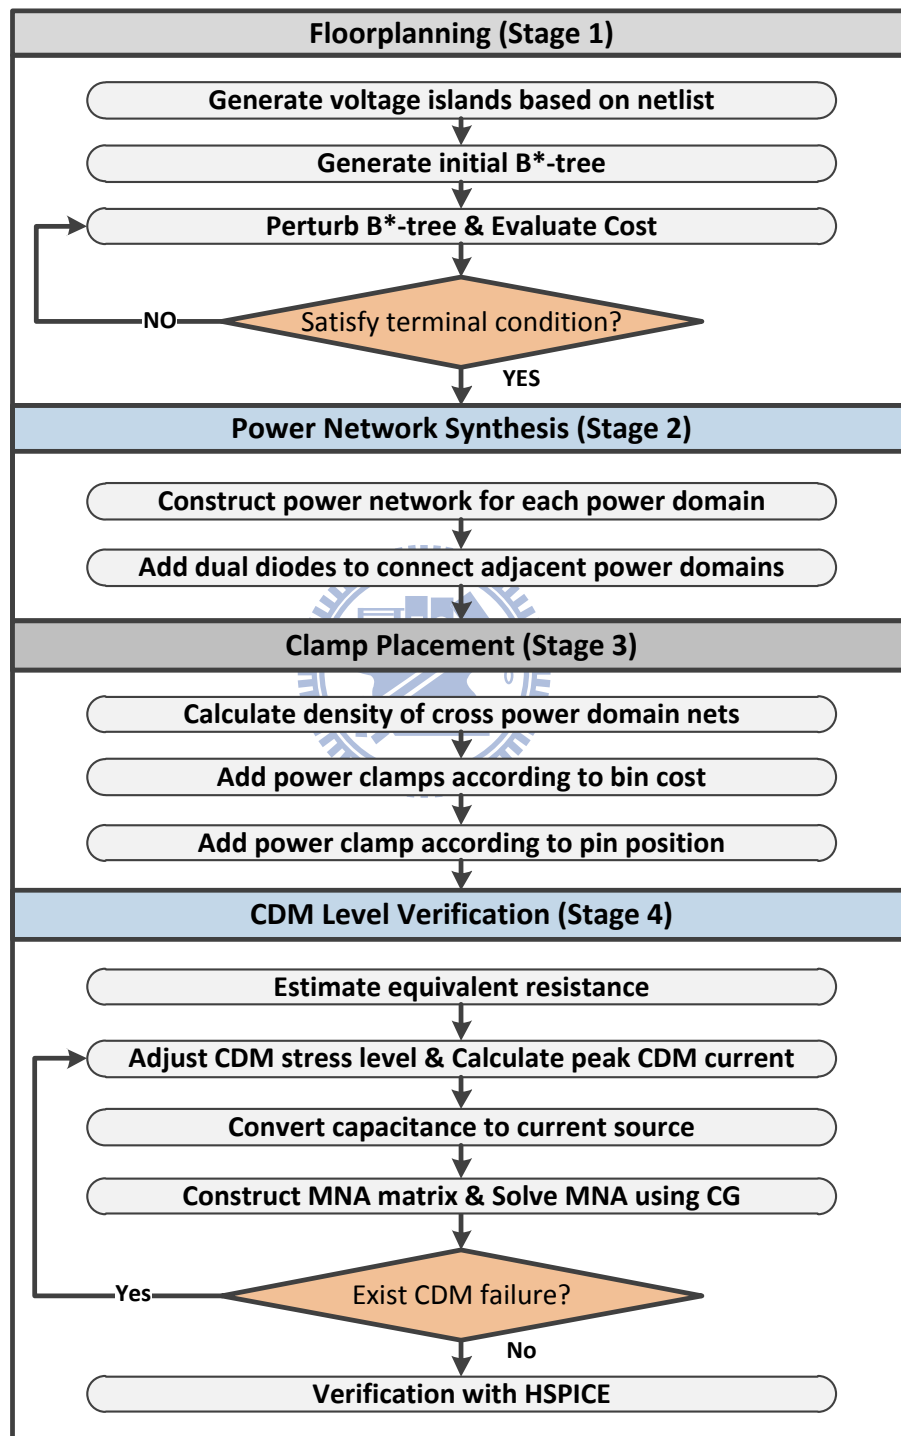 Floorplanning (Stage 1)
Generate voltage islands based on netlist
Generate initial B*-tree
Perturb B*-tree & Evaluate Cost
Satisfy terminal condition?
NO
YES
Power Network Synthesis (Stage 2)
Construct power network for each power domain
Add dual diodes to connect adjacent power domains
Clamp Placement (Stage 3)
Calculate density of cross power domain nets
Add power clamps according to bin cost
Add power clamp according to pin position
CDM Level Verification (Stage 4)
Estimate equivalent resistance
Adjust CDM stress level & Calculate peak CDM current
Convert capacitance to current source
Construct MNA matrix & Solve MNA using CG
Exist CDM failure?
Yes
No
Verification with HSPICE